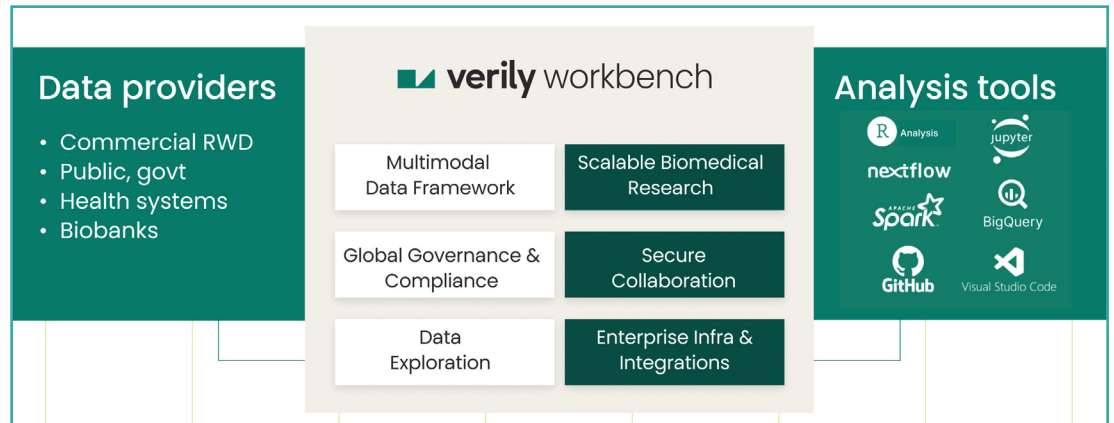 Data providers
• Commercial RWD
• Public, govt
• Health systems
• Biobanks
verily workbench
Multimodal
Data Framework
Scalable Biomedical
Research
Global Governance &
Compliance
Secure
Collaboration
Data
Exploration
Enterprise Infra &
Integrations
Analysis tools
R Analysis
jupyter
nextflow
APACHE
Spark
BigQuery
GitHub
Visual Studio Code